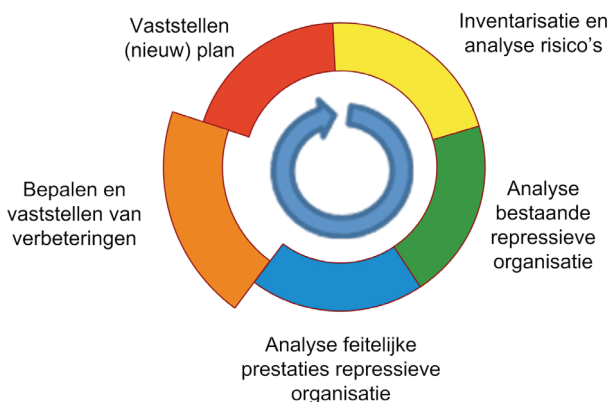 Vaststellen
(nieuw) plan
Inventarisatie en
analyse risico's
Analyse
bestaande
repressieve
organisatie
Analyse feitelijke
prestaties repressieve
organisatie
Bepalen en
vaststellen van
verbeteringen